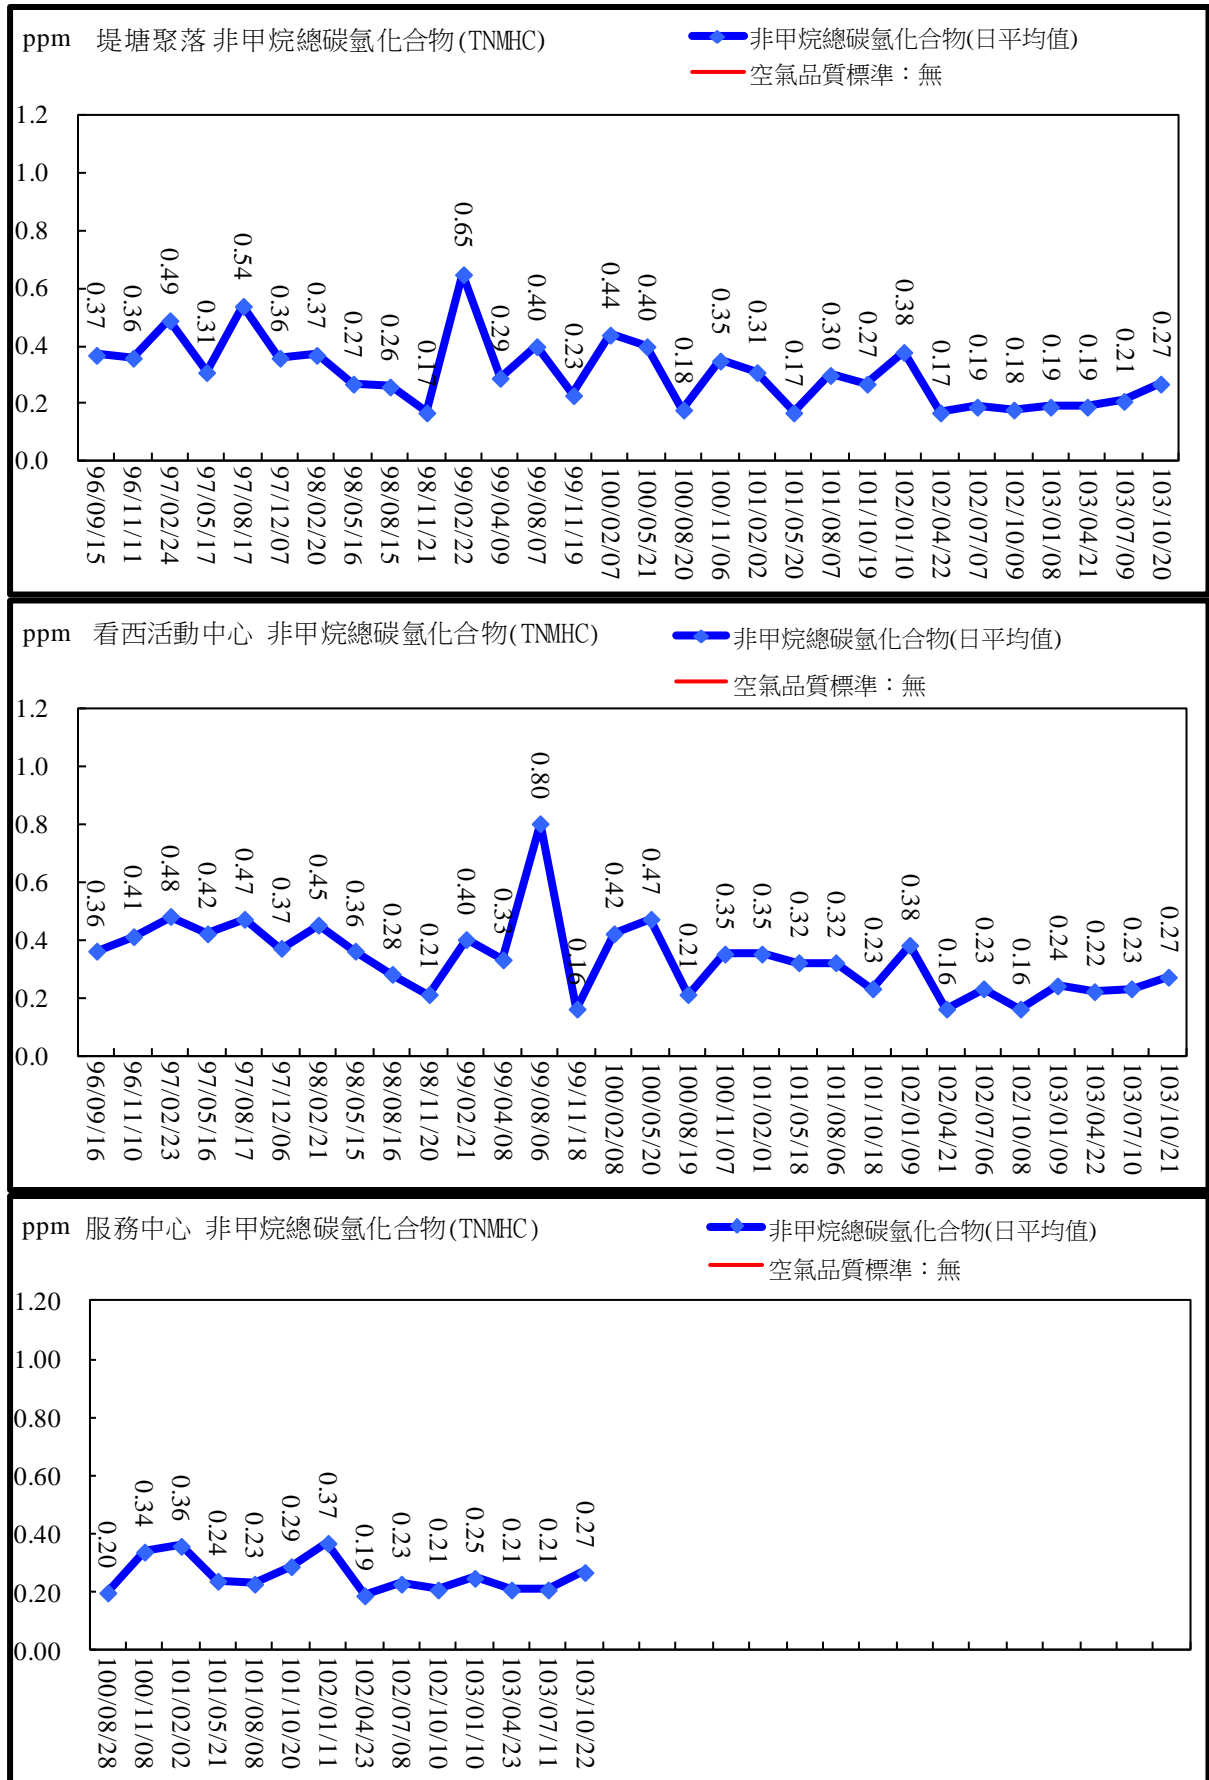 ppm 堤塘聚落 非甲烷總碳氫化合物(TNMHC)
非甲烷總碳氫化合物(日平均值)
空氣品質標準：無
1.2
1.0
0.8
0.6
0.4
0.2
0.0
0.37 0.36 0.49 0.31 0.54 0.36 0.37 0.27 0.26 0.17 0.65 0.29 0.40 0.23 0.44 0.40 0.18 0.35 0.31 0.17 0.30 0.27 0.38 0.17 0.19 0.18 0.19 0.19 0.21 0.27
96/09/15 96/11/11 97/02/24 97/05/17 97/08/17 97/12/07 98/02/20 98/05/16 98/08/15 98/11/21 99/02/22 99/04/09 99/08/07 99/11/19 100/02/07 100/05/21 100/08/20 100/11/06 101/02/02 101/05/20 101/08/07 101/10/19 102/01/10 102/04/22 102/07/07 102/10/09 103/01/08 103/04/21 103/07/09 103/10/20
ppm 看西活動中心 非甲烷總碳氫化合物(TNMHC)
非甲烷總碳氫化合物(日平均值)
空氣品質標準：無
1.2
1.0
0.8
0.6
0.4
0.2
0.0
0.36 0.41 0.48 0.42 0.47 0.37 0.45 0.36 0.28 0.21 0.40 0.33 0.80 0.16 0.42 0.47 0.21 0.35 0.35 0.32 0.32 0.23 0.38 0.16 0.23 0.16 0.24 0.22 0.23 0.27
96/09/16 96/11/10 97/02/23 97/05/16 97/08/17 97/12/06 98/02/21 98/05/15 98/08/16 98/11/20 99/02/21 99/04/08 99/08/06 99/11/18 100/02/08 100/05/20 100/08/19 100/11/07 101/02/01 101/05/18 101/08/06 101/10/18 102/01/09 102/04/21 102/07/06 102/10/08 103/01/09 103/04/22 103/07/10 103/10/21
ppm 服務中心 非甲烷總碳氫化合物(TNMHC)
非甲烷總碳氫化合物(日平均值)
空氣品質標準：無
1.20
1.00
0.80
0.60
0.40
0.20
0.00
0.20 0.34 0.36 0.24 0.23 0.29 0.37 0.19 0.23 0.21 0.25 0.21 0.21 0.27
100/08/28 100/11/08 101/02/02 101/05/21 101/08/08 101/10/20 102/01/11 102/04/23 102/07/08 102/10/10 103/01/10 103/04/23 103/07/11 103/10/22